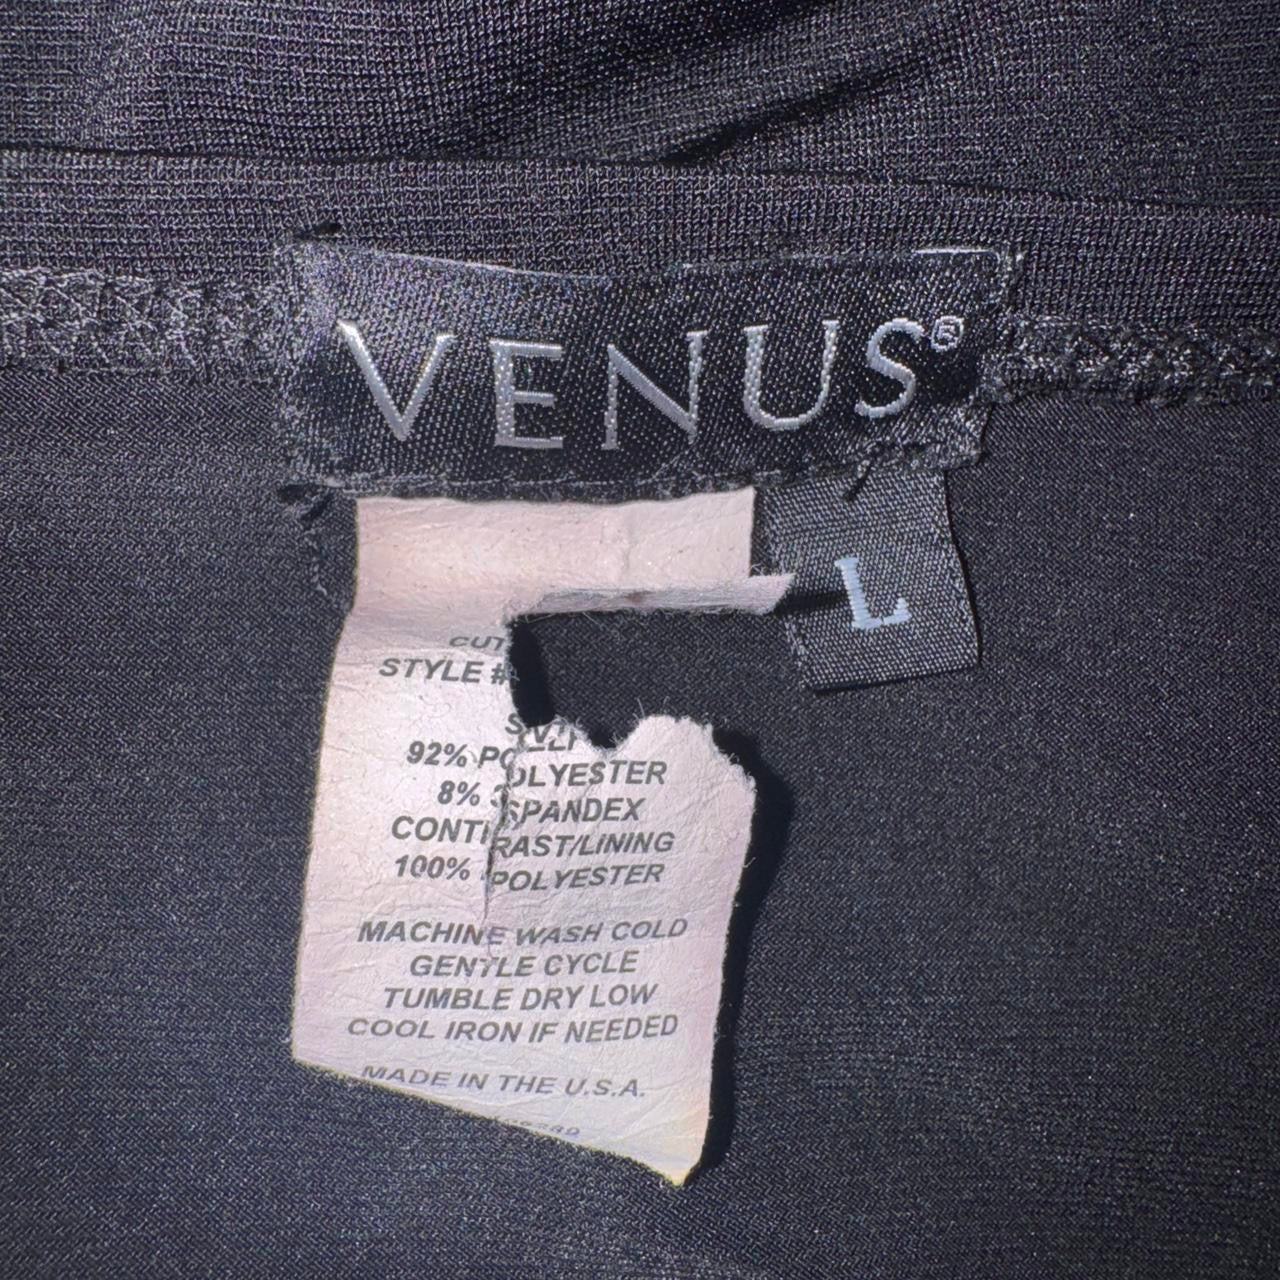 VENUS®
L
CUT
STYLE #
92% POLYESTER
8% SPANDEX
CONTRAST/LINING
100% POLYESTER
MACHINE WASH COLD
GENTLE CYCLE
TUMBLE DRY LOW
COOL IRON IF NEEDED
MADE IN THE U.S.A.